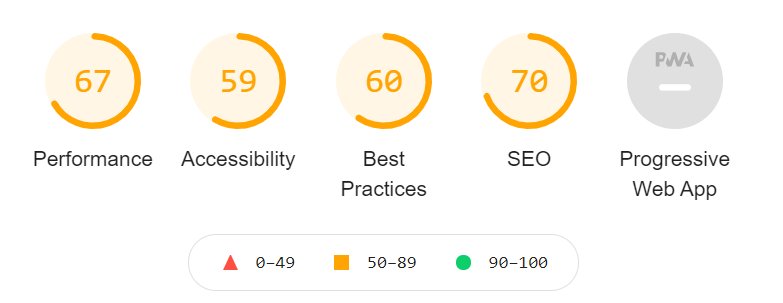 67 59 60 70 PWA
Performance Accessibility Best Practices SEO Progressive Web App
0–49 50–89 90–100